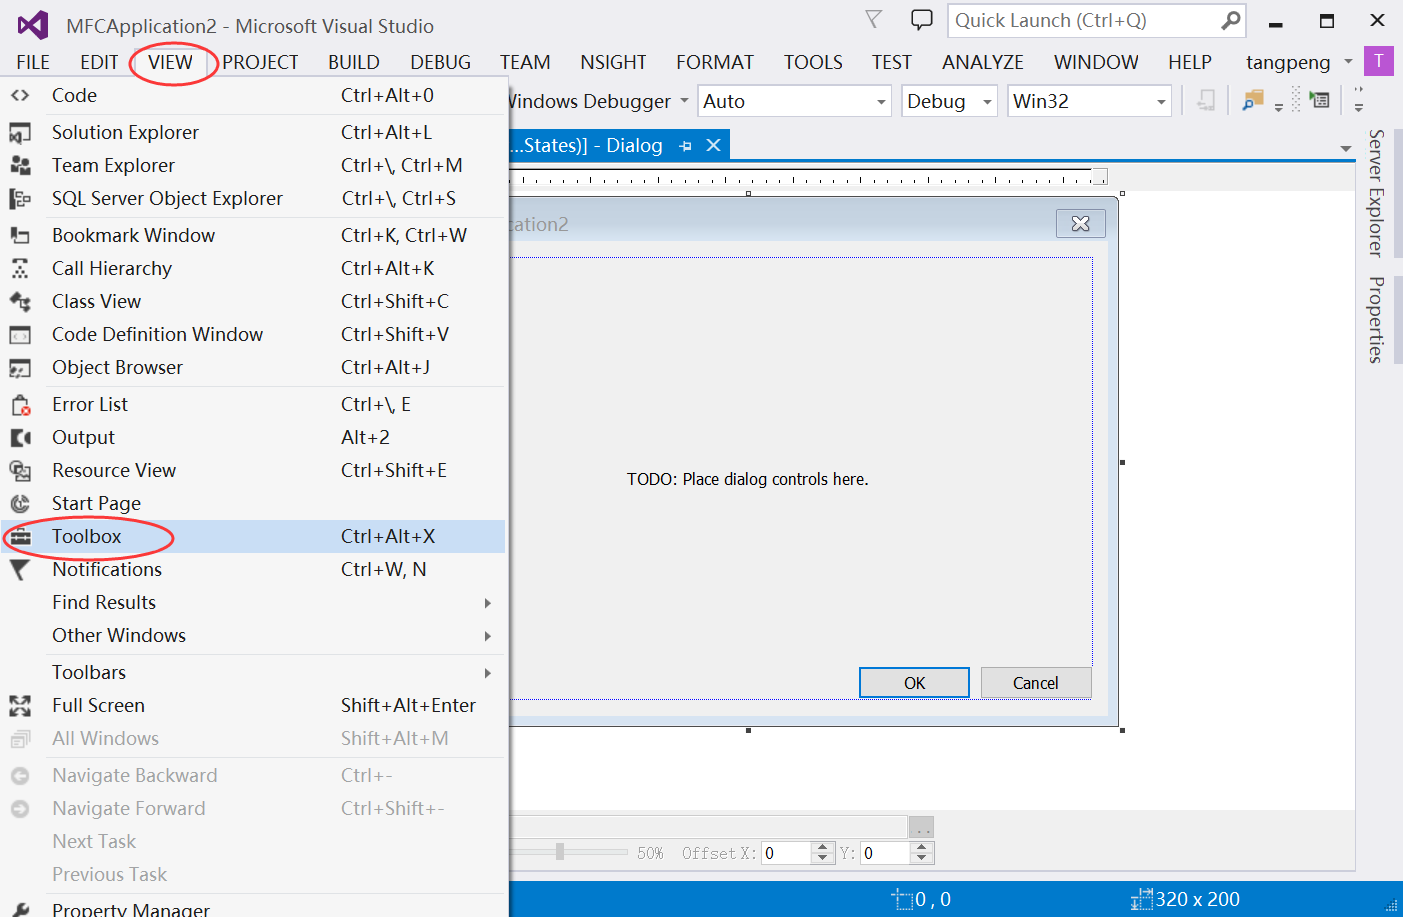 MFCApplication2 - Microsoft Visual Studio
Quick Launch (Ctrl+Q)
FILE EDIT VIEW PROJECT BUILD DEBUG TEAM NSIGHT FORMAT TOOLS TEST ANALYZE WINDOW HELP tangpeng T
Windows Debugger Auto Debug Win32
...States)] - Dialog
Code Ctrl+Alt+0
Solution Explorer Ctrl+Alt+L
Team Explorer Ctrl+\, Ctrl+M
SQL Server Object Explorer Ctrl+\, Ctrl+S
Bookmark Window Ctrl+K, Ctrl+W
Call Hierarchy Ctrl+Alt+K
Class View Ctrl+Shift+C
Code Definition Window Ctrl+Shift+V
Object Browser Ctrl+Alt+J
Error List Ctrl+\, E
Output Alt+2
Resource View Ctrl+Shift+E
Start Page
Toolbox Ctrl+Alt+X
Notifications Ctrl+W, N
Find Results
Other Windows
Toolbars
Full Screen Shift+Alt+Enter
All Windows Shift+Alt+M
Navigate Backward Ctrl+-
Navigate Forward Ctrl+Shift+-
Next Task
Previous Task
Property Manager
cation2
TODO: Place dialog controls here.
OK Cancel
..
50% Offset X: 0 Y: 0
Server Explorer
Properties
0 , 0 320 x 200